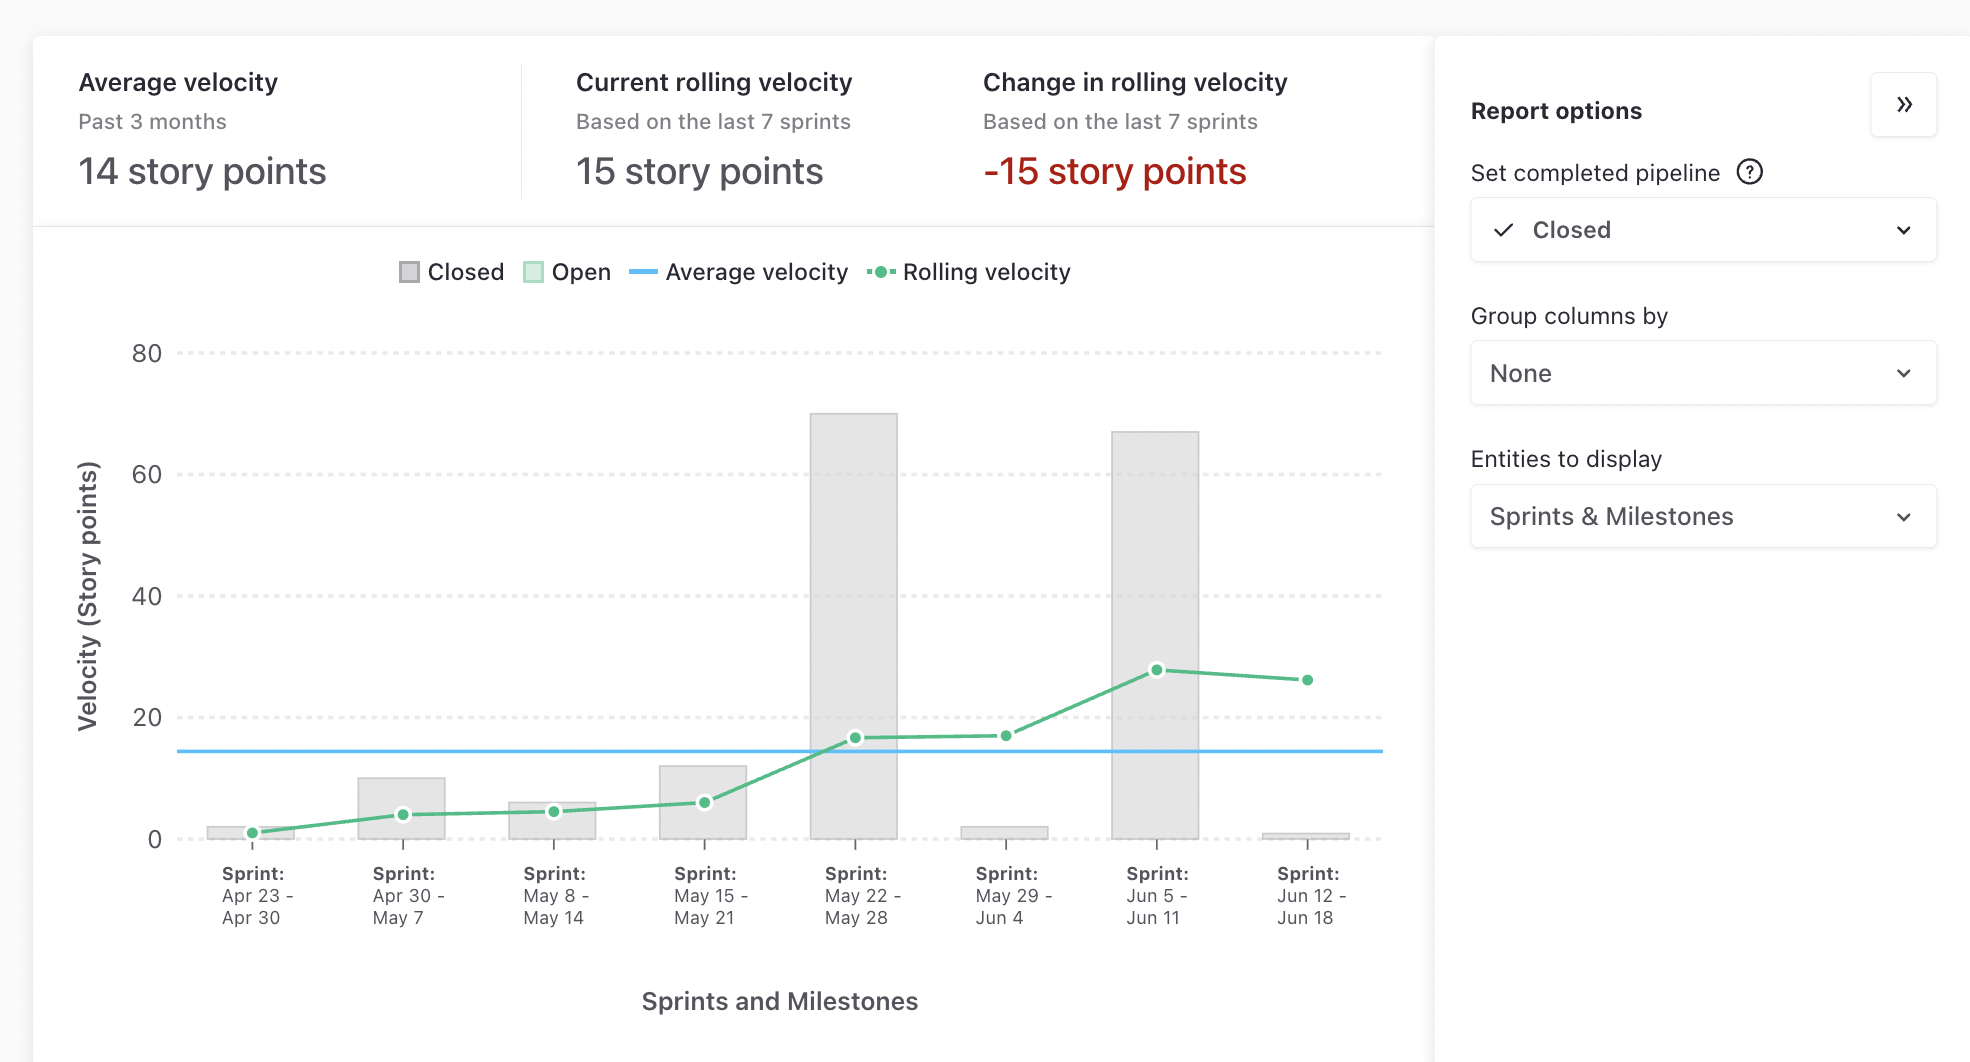 Average velocity
Past 3 months
14 story points
Current rolling velocity
Based on the last 7 sprints
15 story points
Change in rolling velocity
Based on the last 7 sprints
-15 story points
Closed
Open
Average velocity
Rolling velocity
Velocity (Story points)
80
60
40
20
0
Sprint:
Apr 23 -
Apr 30
Sprint:
Apr 30 -
May 7
Sprint:
May 8 -
May 14
Sprint:
May 15 -
May 21
Sprint:
May 22 -
May 28
Sprint:
May 29 -
Jun 4
Sprint:
Jun 5 -
Jun 11
Sprint:
Jun 12 -
Jun 18
Sprints and Milestones
Report options
Set completed pipeline ?
Closed
Group columns by
None
Entities to display
Sprints & Milestones